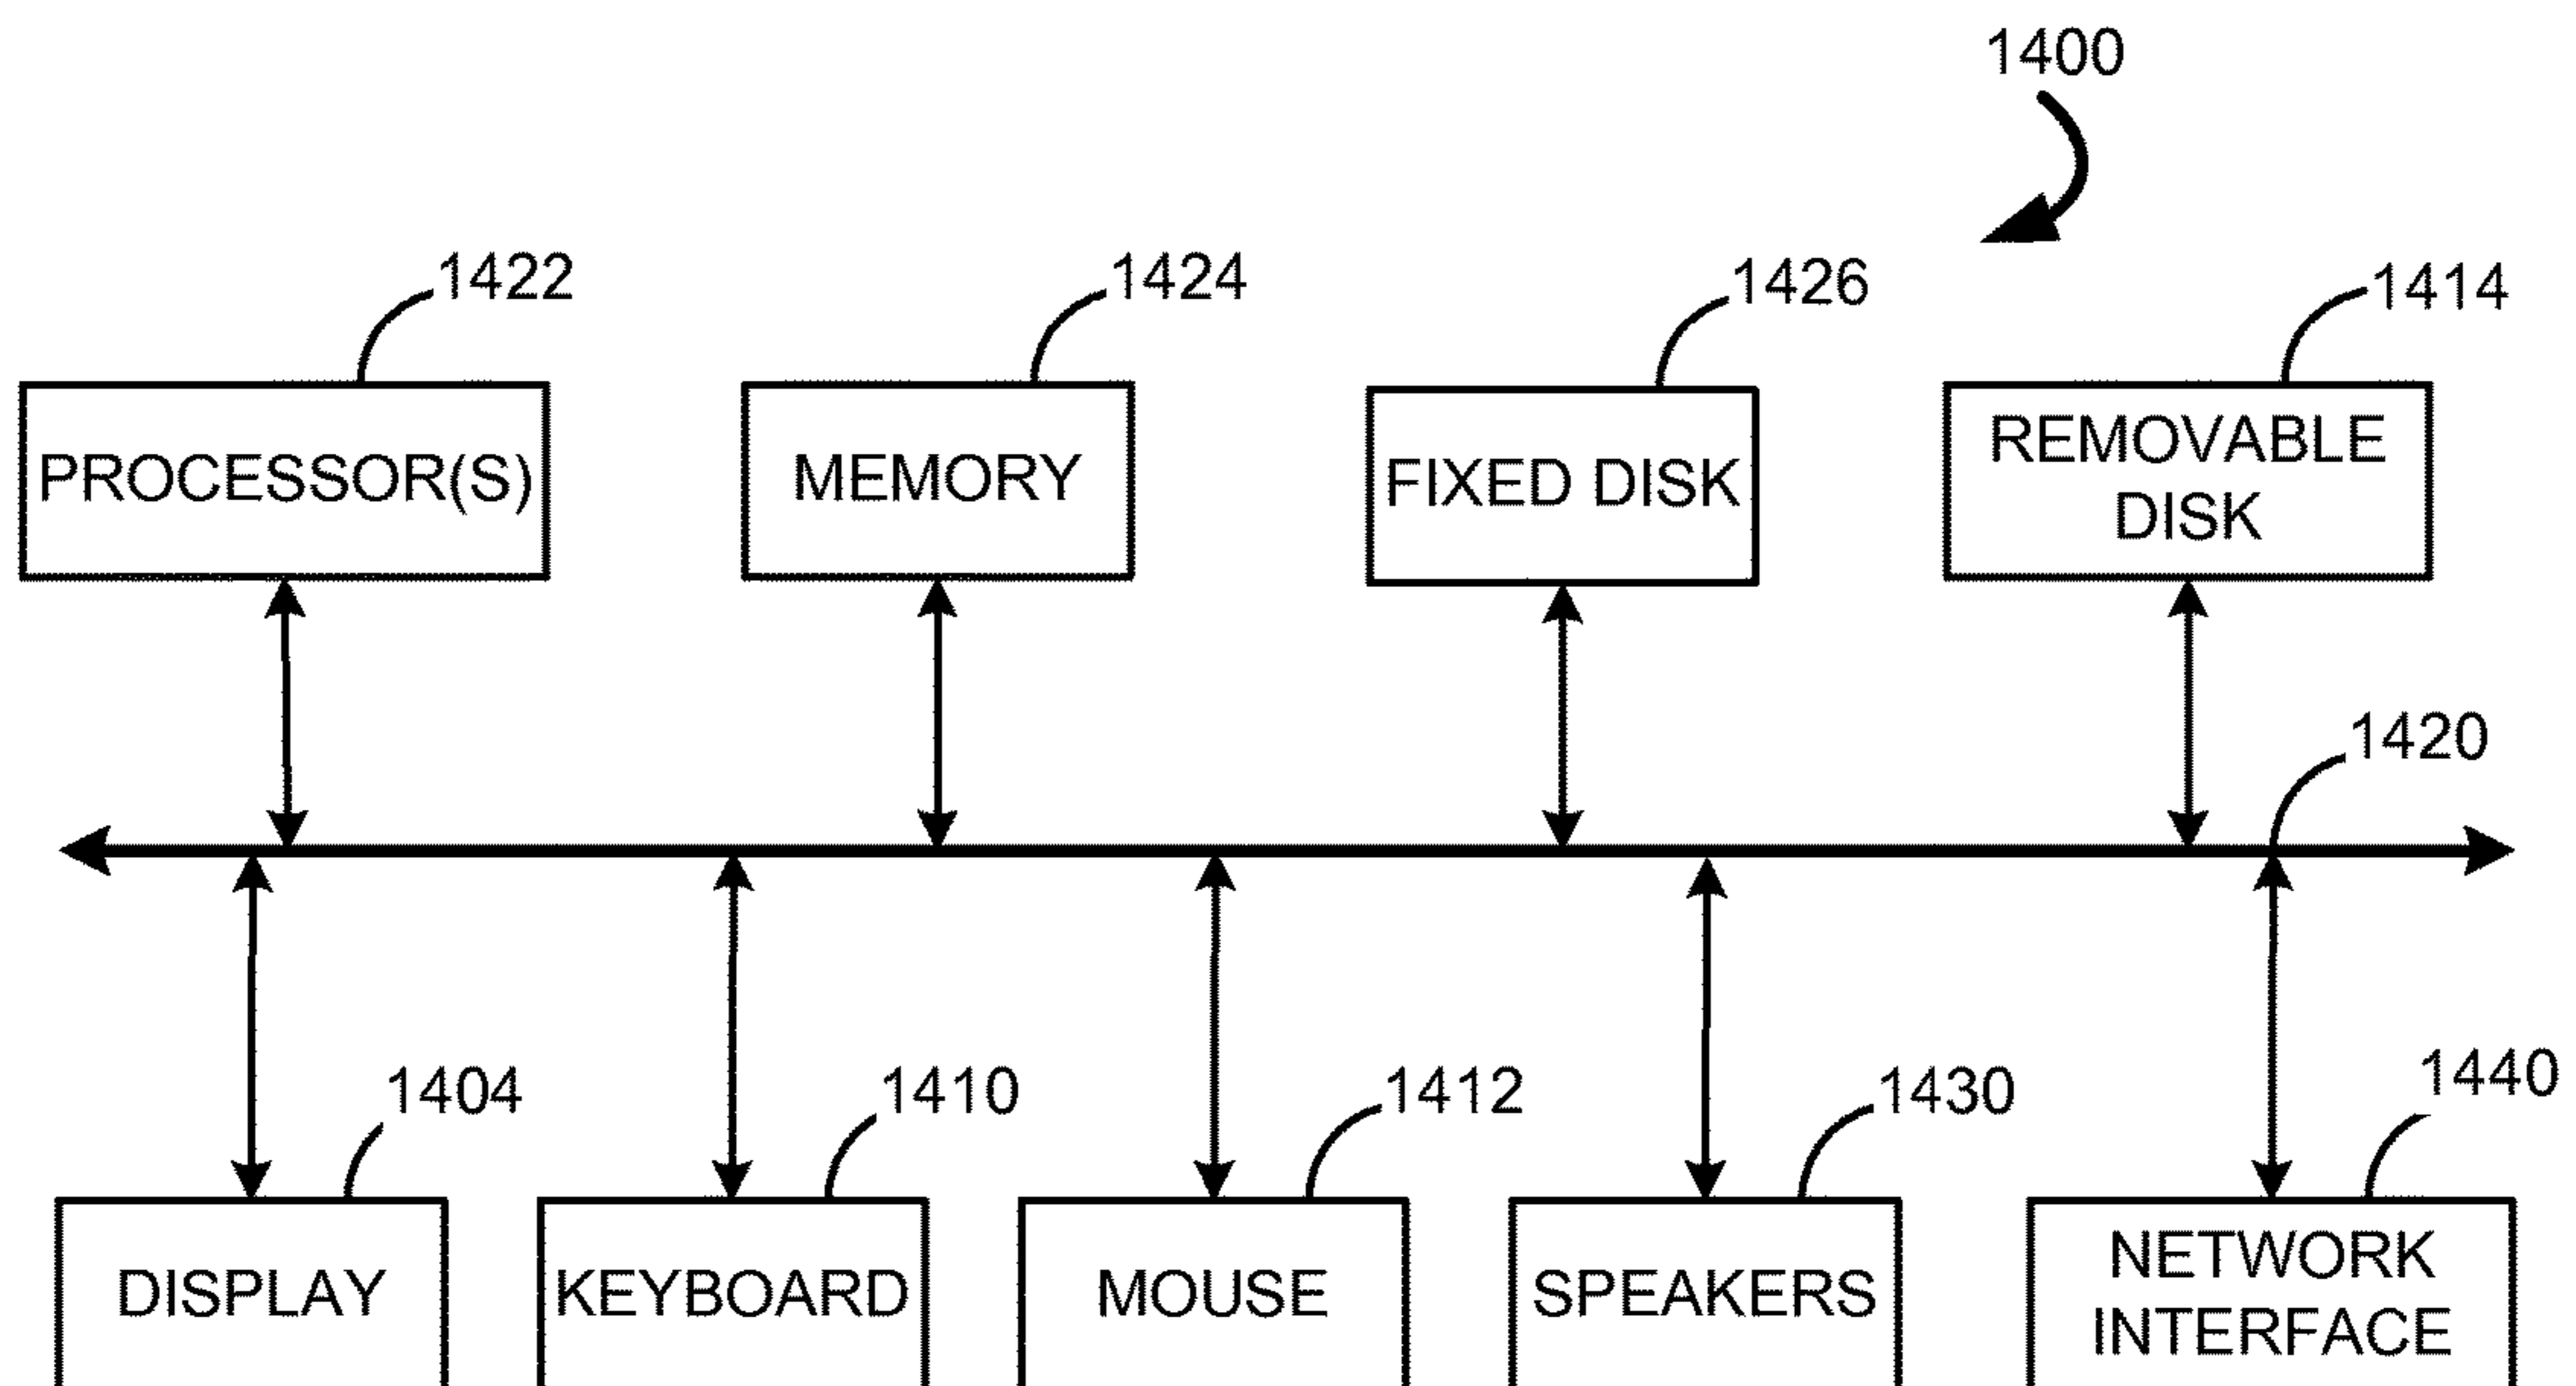 1400
1422
1424
1426
1414
PROCESSOR(S)
MEMORY
FIXED DISK
REMOVABLE
DISK
1420
1404
1410
1412
1430
1440
DISPLAY
KEYBOARD
MOUSE
SPEAKERS
NETWORK
INTERFACE